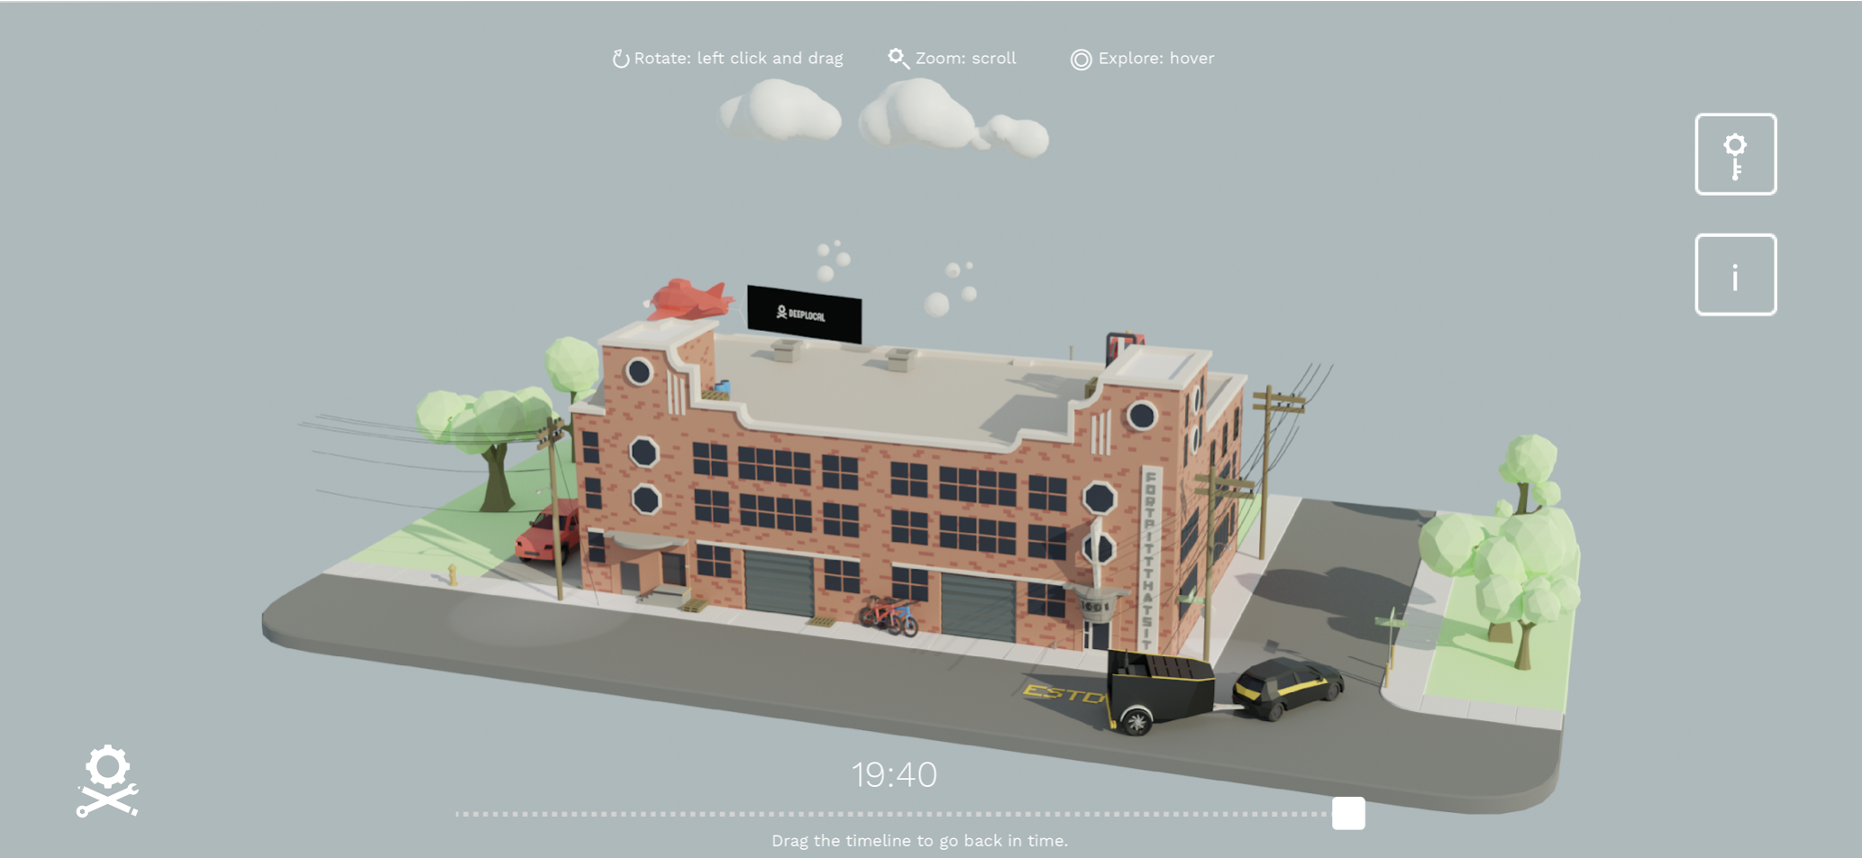 Rotate: left click and drag
Zoom: scroll
Explore: hover
i
DEEPLOCAL
FORTPITTTHATSIT
1001
ESTD
19:40
Drag the timeline to go back in time.